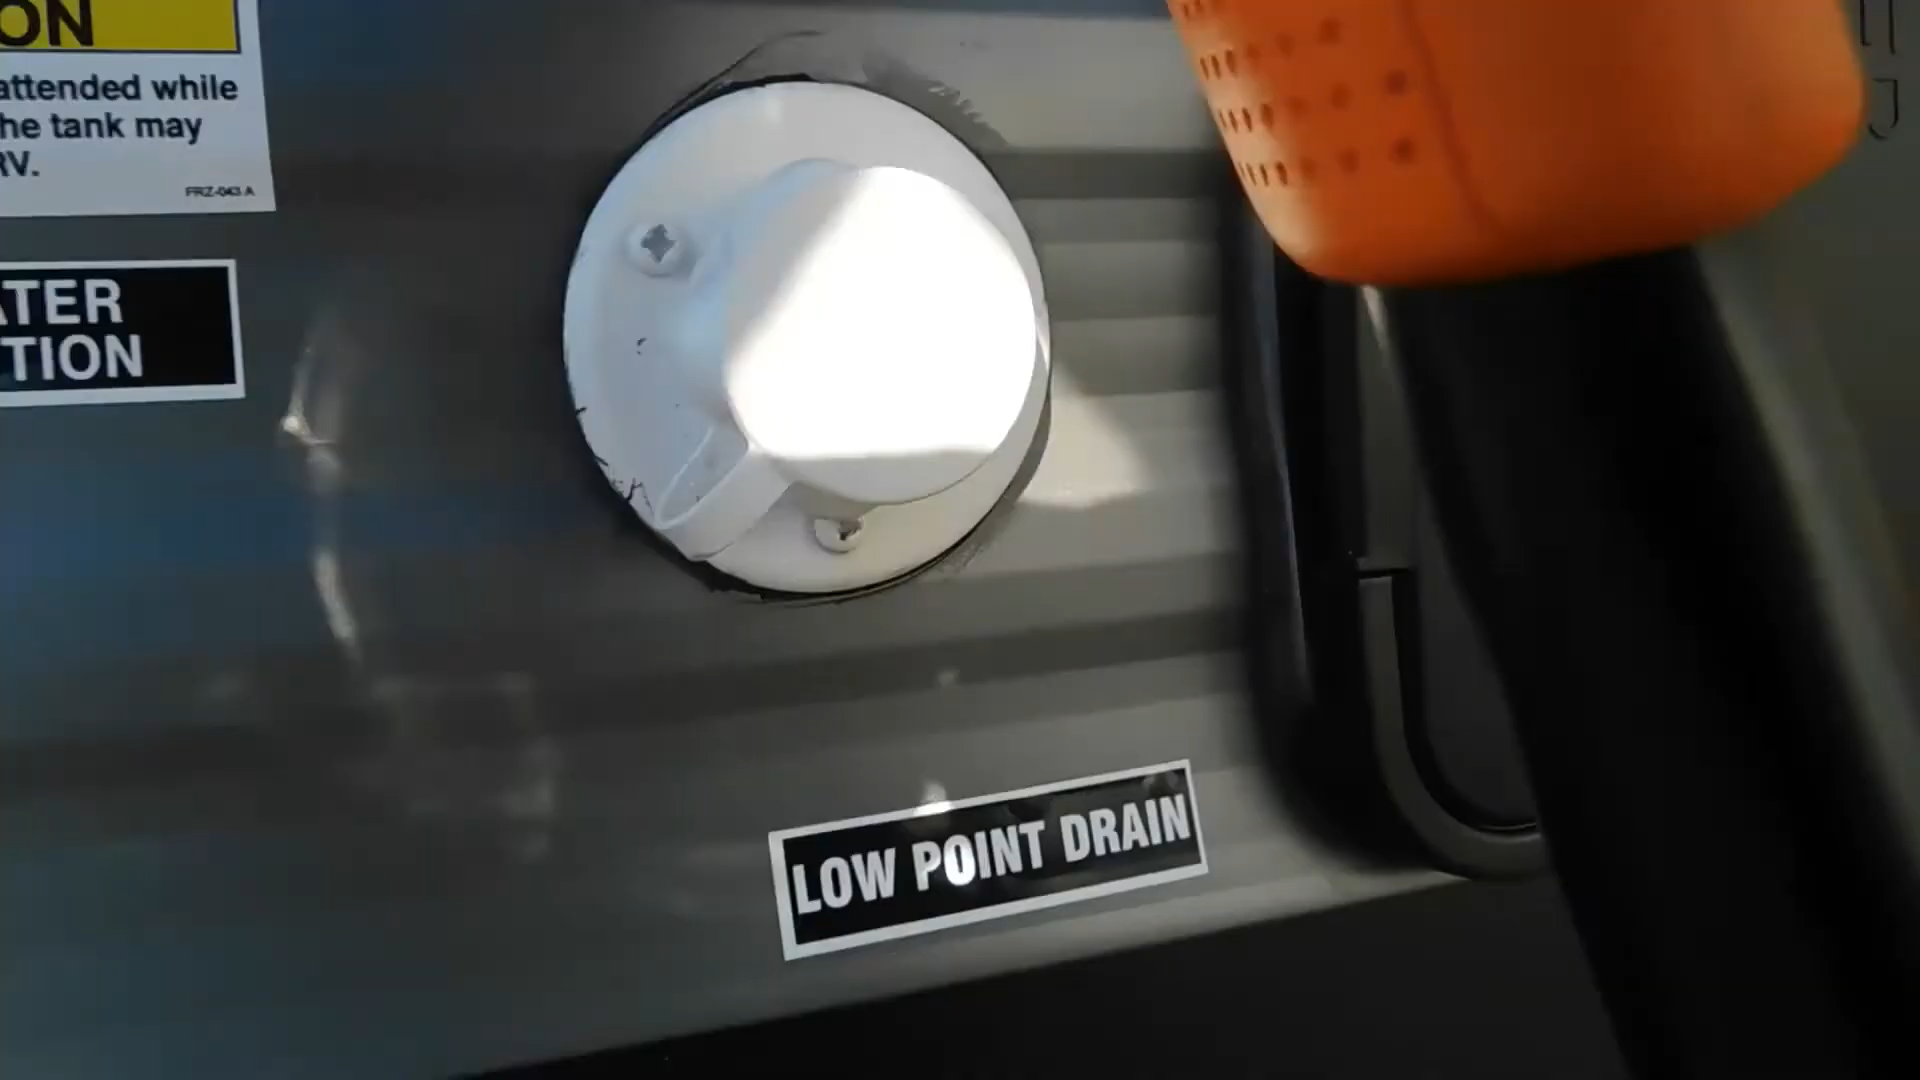 ON
attended while
he tank may
RV.
FRZ-043 A
ATER
TION
LOW POINT DRAIN